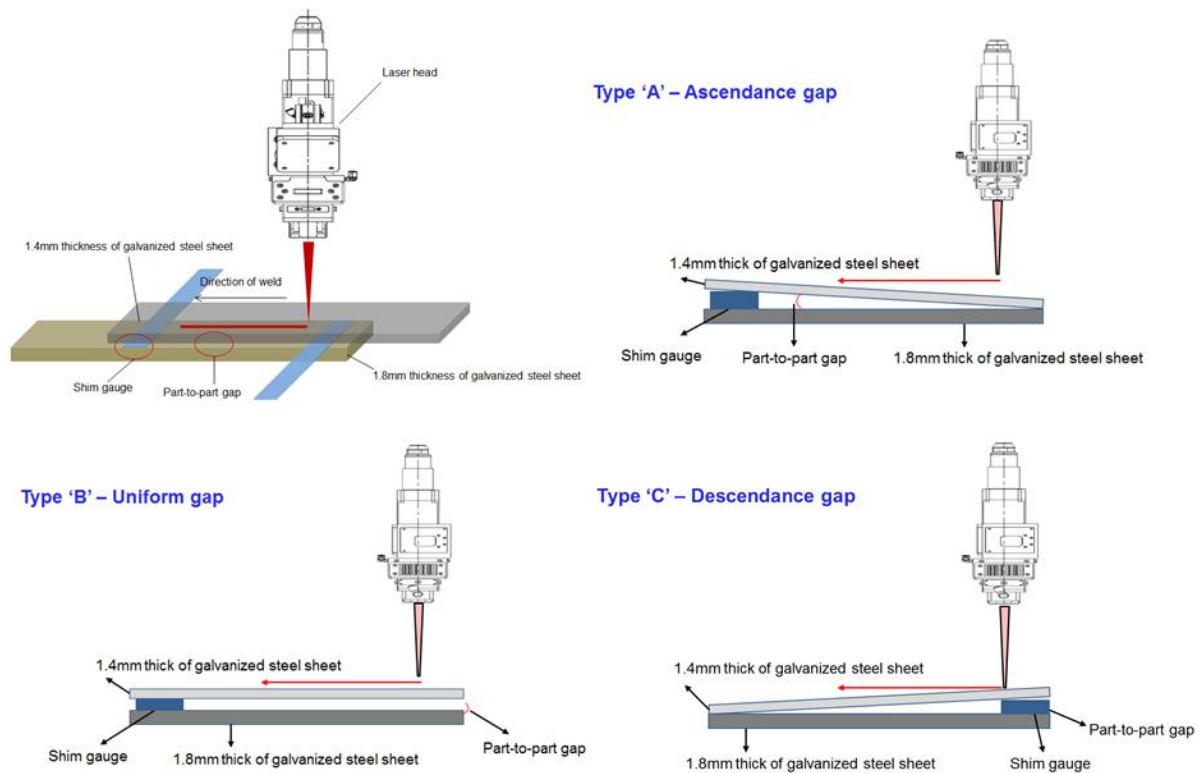 Laser head
1.4mm thickness of galvanized steel sheet
Direction of weld
Shim gauge
Part-to-part gap
1.8mm thickness of galvanized steel sheet
Type ‘A’ – Ascendance gap
1.4mm thick of galvanized steel sheet
Shim gauge
Part-to-part gap
1.8mm thick of galvanized steel sheet
Type ‘B’ – Uniform gap
1.4mm thick of galvanized steel sheet
Shim gauge
1.8mm thick of galvanized steel sheet
Part-to-part gap
Type ‘C’ – Descendance gap
1.4mm thick of galvanized steel sheet
Part-to-part gap
1.8mm thick of galvanized steel sheet
Shim gauge